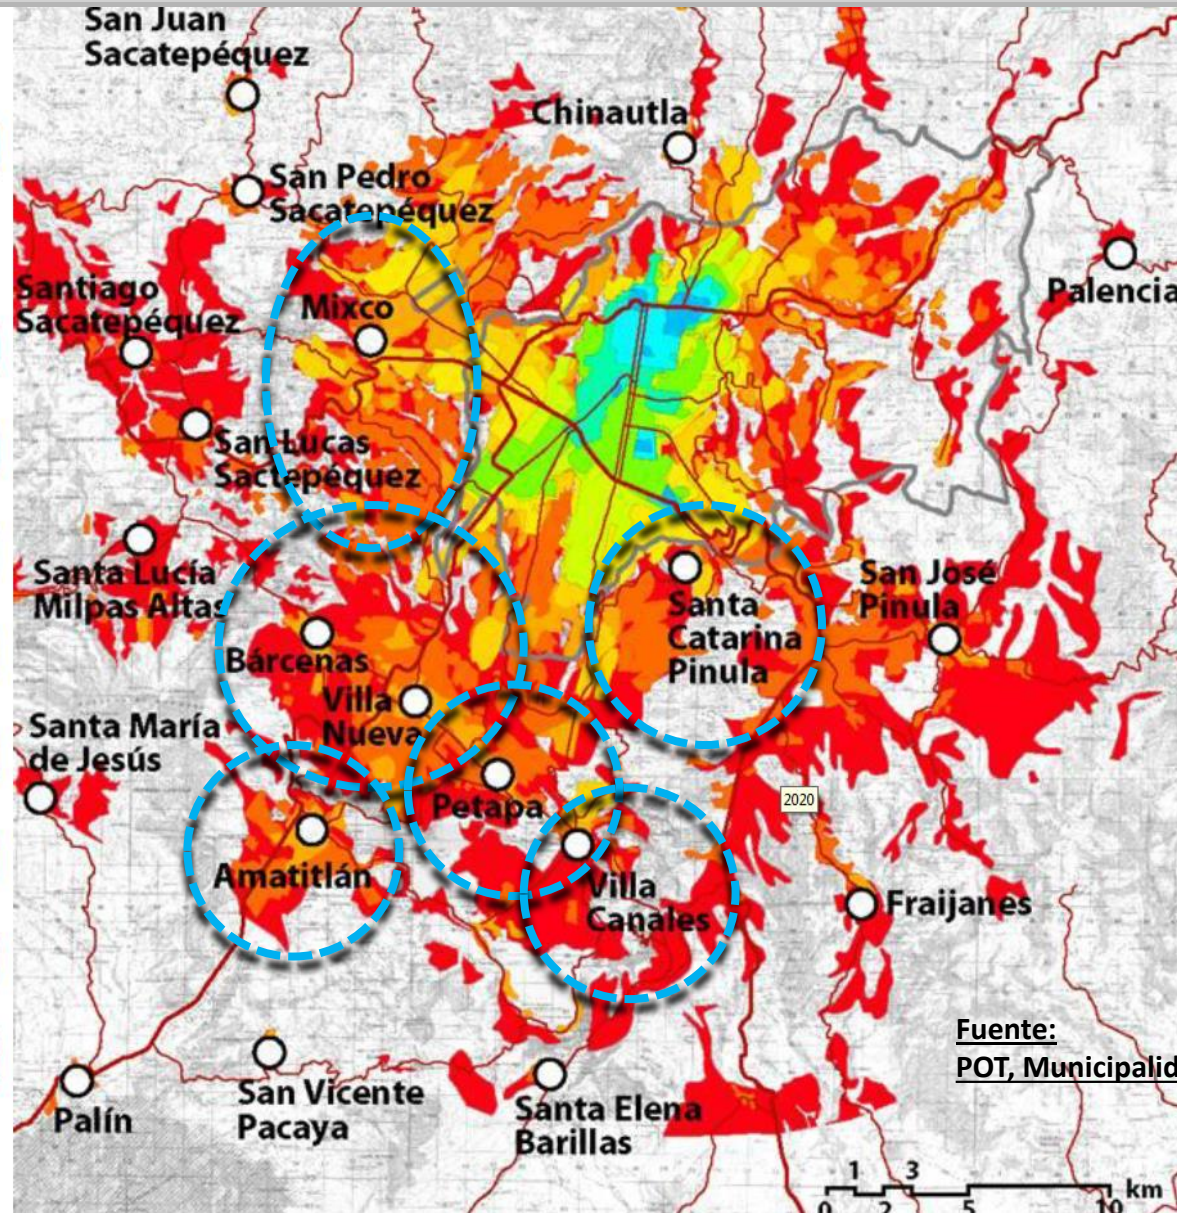 San Juan
Sacatepéquez
Chinautla
San Pedro
Sacatepéquez
Palencia
Santiago
Sacatepéquez
Mixco
San Lucas
Sactepéquez
Santa Lucía
Milpas Altas
San José
Pinula
Santa
Catarina
Pinula
Bárcenas
Villa
Nueva
Santa María
de Jesús
2020
Petapa
Amatitlán
Villa
Canales
Fraijanes
Fuente:
POT, Municipalid
San Vicente
Pacaya
Palín
Santa Elena
Barillas
1 3
km
0 2 5 10